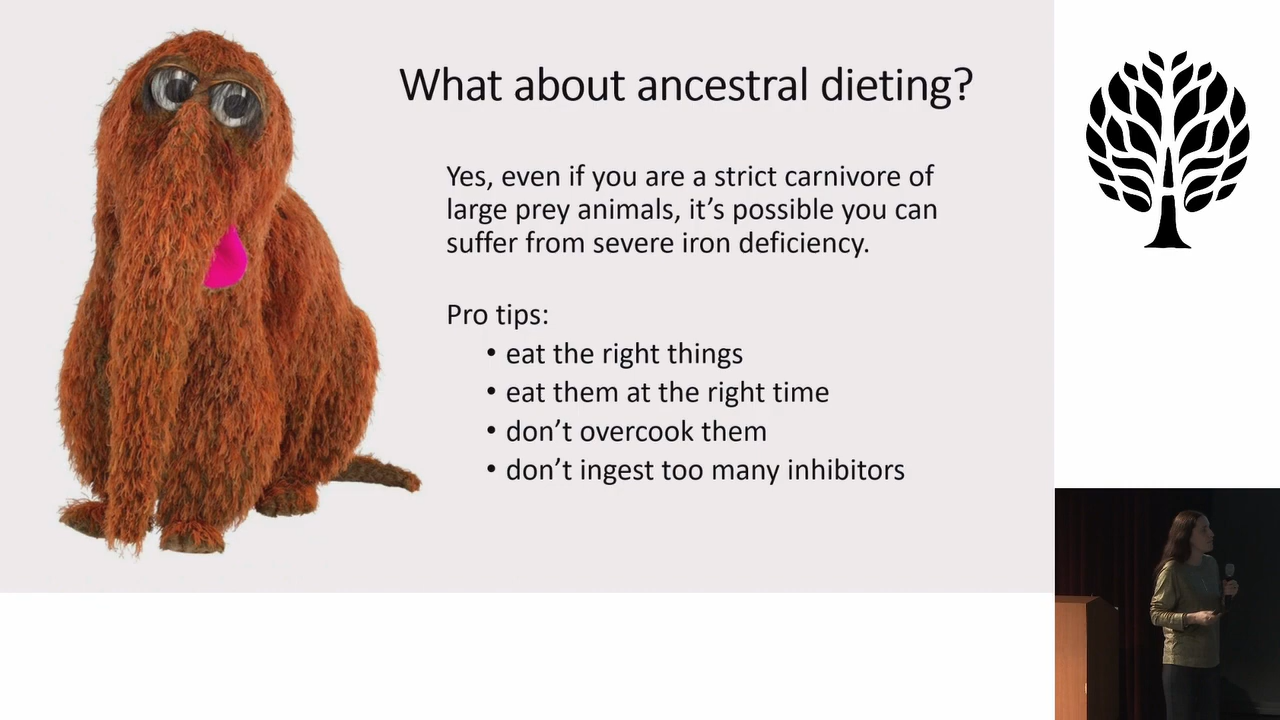 What about ancestral dieting?
Yes, even if you are a strict carnivore of
large prey animals, it’s possible you can
suffer from severe iron deficiency.
Pro tips:
• eat the right things
• eat them at the right time
• don’t overcook them
• don’t ingest too many inhibitors